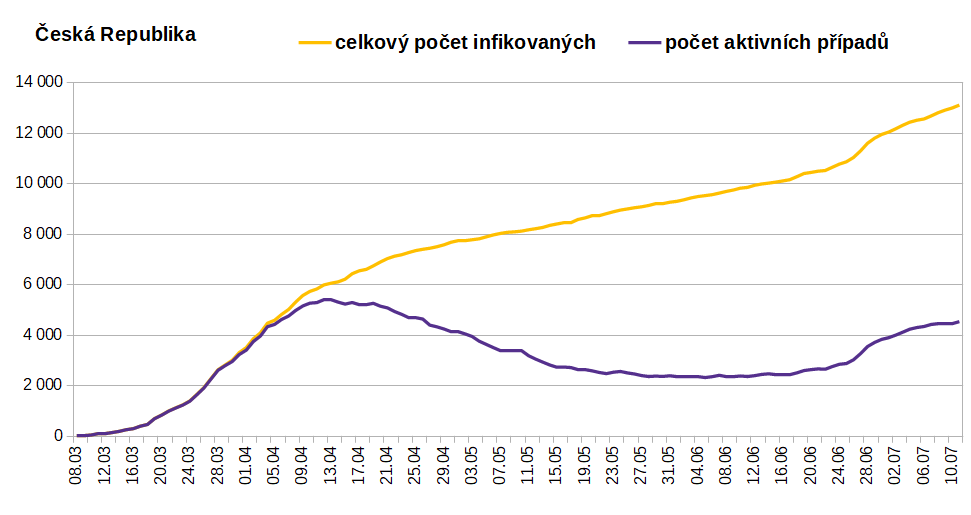 Česká Republika
celkový počet infikovaných
počet aktivních případů
14 000
12 000
10 000
8 000
6 000
4 000
2 000
0
08.03 12.03 16.03 20.03 24.03 28.03 01.04 05.04 09.04 13.04 17.04 21.04 25.04 29.04 03.05 07.05 11.05 15.05 19.05 23.05 27.05 31.05 04.06 08.06 12.06 16.06 20.06 24.06 28.06 02.07 06.07 10.07